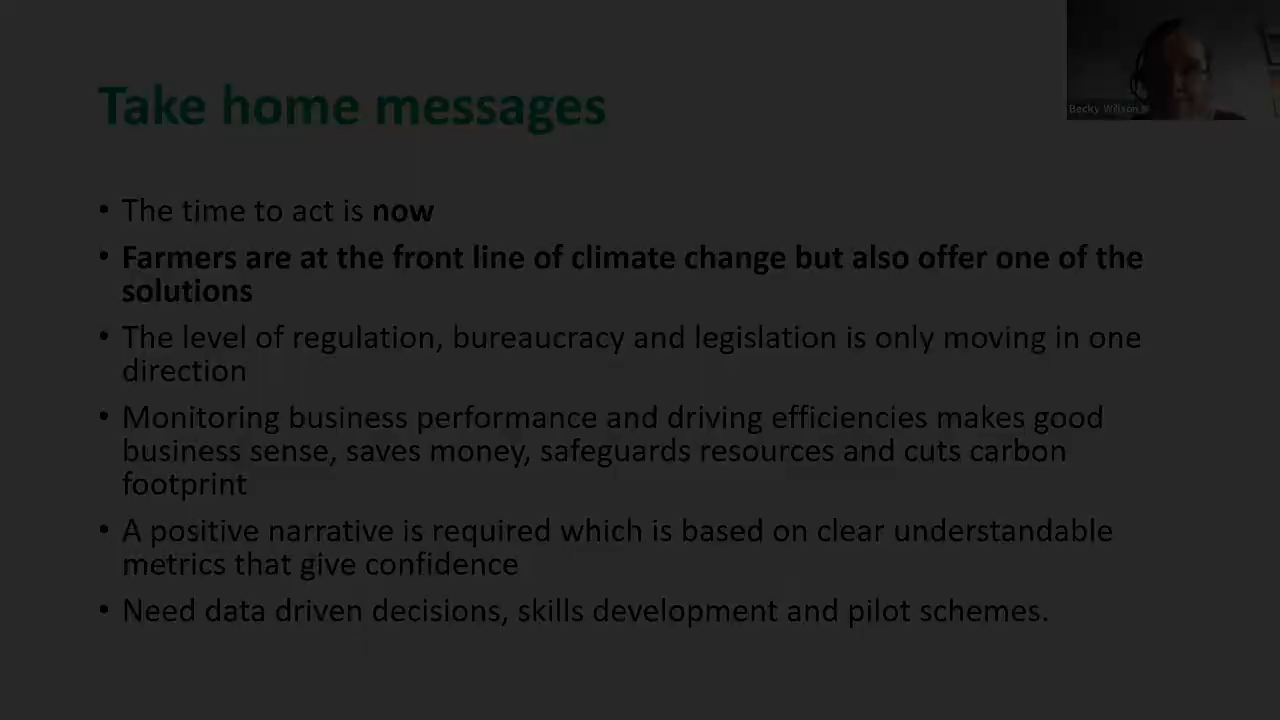 Becky Willson
Take home messages
• The time to act is now
• Farmers are at the front line of climate change but also offer one of the
solutions
• The level of regulation, bureaucracy and legislation is only moving in one
direction
• Monitoring business performance and driving efficiencies makes good
business sense, saves money, safeguards resources and cuts carbon
footprint
• A positive narrative is required which is based on clear understandable
metrics that give confidence
• Need data driven decisions, skills development and pilot schemes.